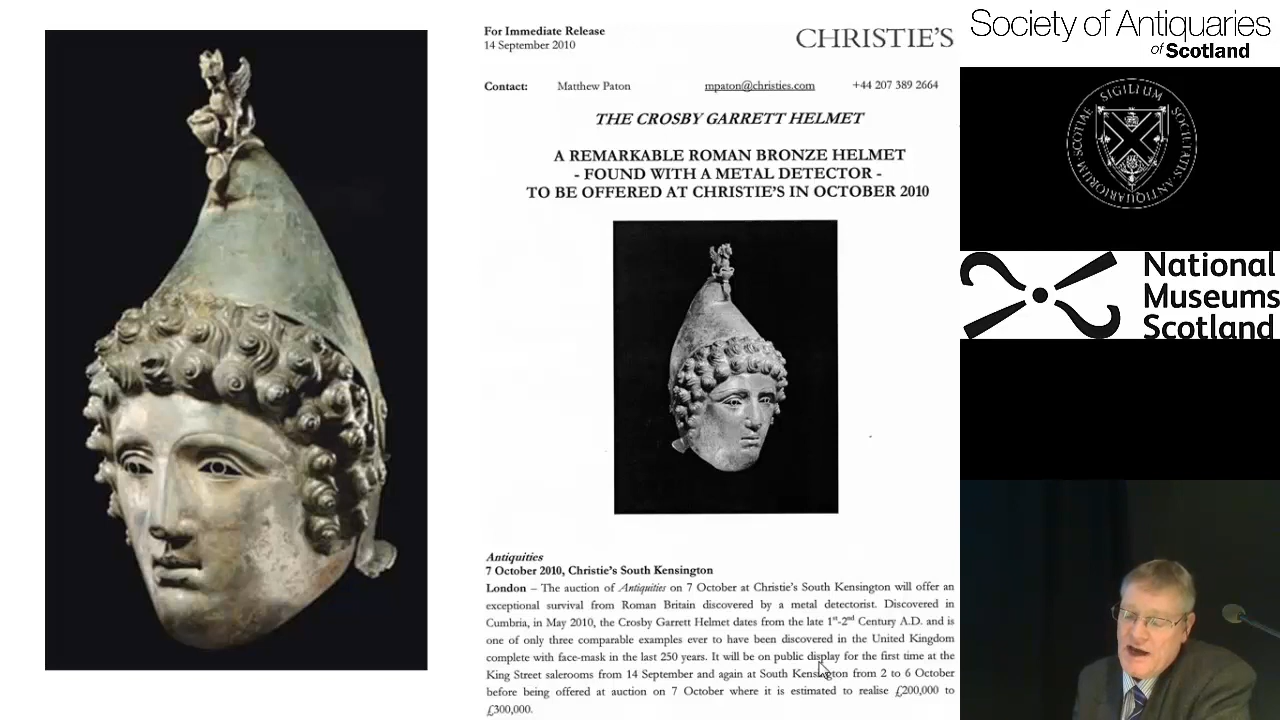 For Immediate Release
14 September 2010
CHRISTIE'S
Contact: Matthew Paton mpaton@christies.com +44 207 389 2664
THE CROSBY GARRETT HELMET
A REMARKABLE ROMAN BRONZE HELMET
- FOUND WITH A METAL DETECTOR -
TO BE OFFERED AT CHRISTIE'S IN OCTOBER 2010
Antiquities
7 October 2010, Christie's South Kensington
London – The auction of Antiquities on 7 October at Christie's South Kensington will offer an
exceptional survival from Roman Britain discovered by a metal detectorist. Discovered in
Cumbria, in May 2010, the Crosby Garrett Helmet dates from the late 1st-2nd Century A.D. and is
one of only three comparable examples ever to have been discovered in the United Kingdom
complete with face-mask in the last 250 years. It will be on public display for the first time at the
King Street salerooms from 14 September and again at South Kensington from 2 to 6 October
before being offered at auction on 7 October where it is estimated to realise £200,000 to
£300,000.
Society of Antiquaries
of Scotland
SIGILLUM SOCIETATIS ANTIQUARIORUM SCOTIAE
National
Museums
Scotland